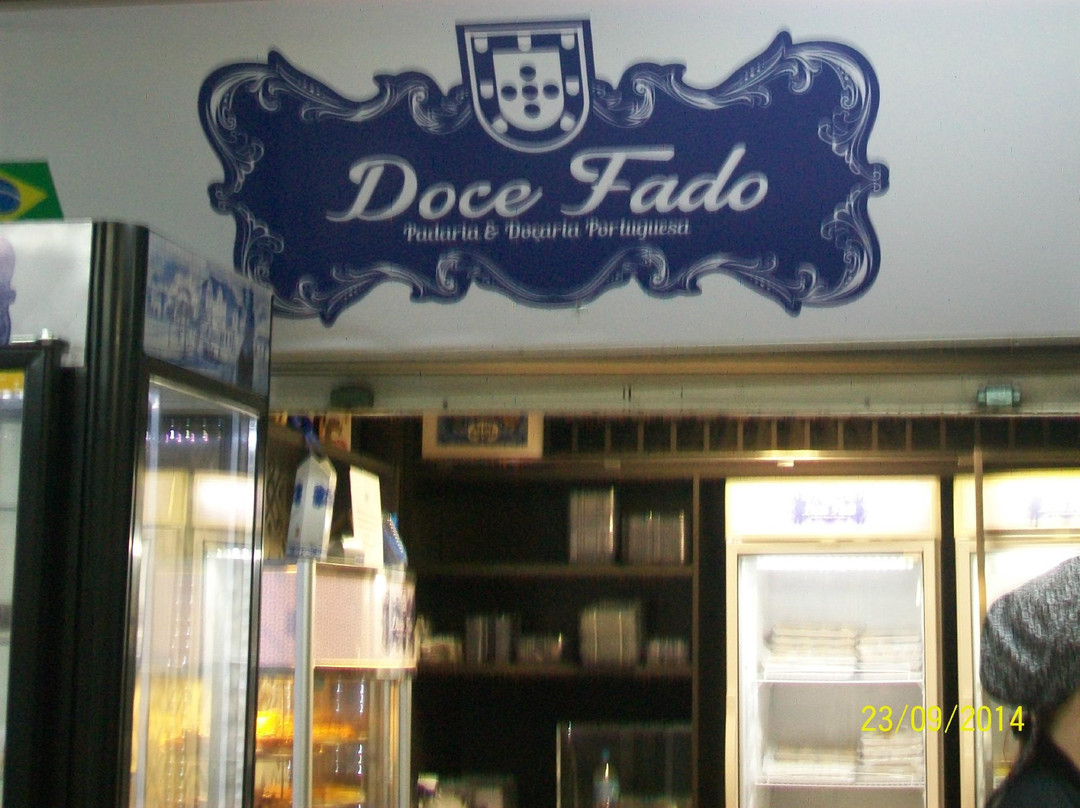 Doce Fado
Padaria & Doçaria Portuguesa
23/09/2014